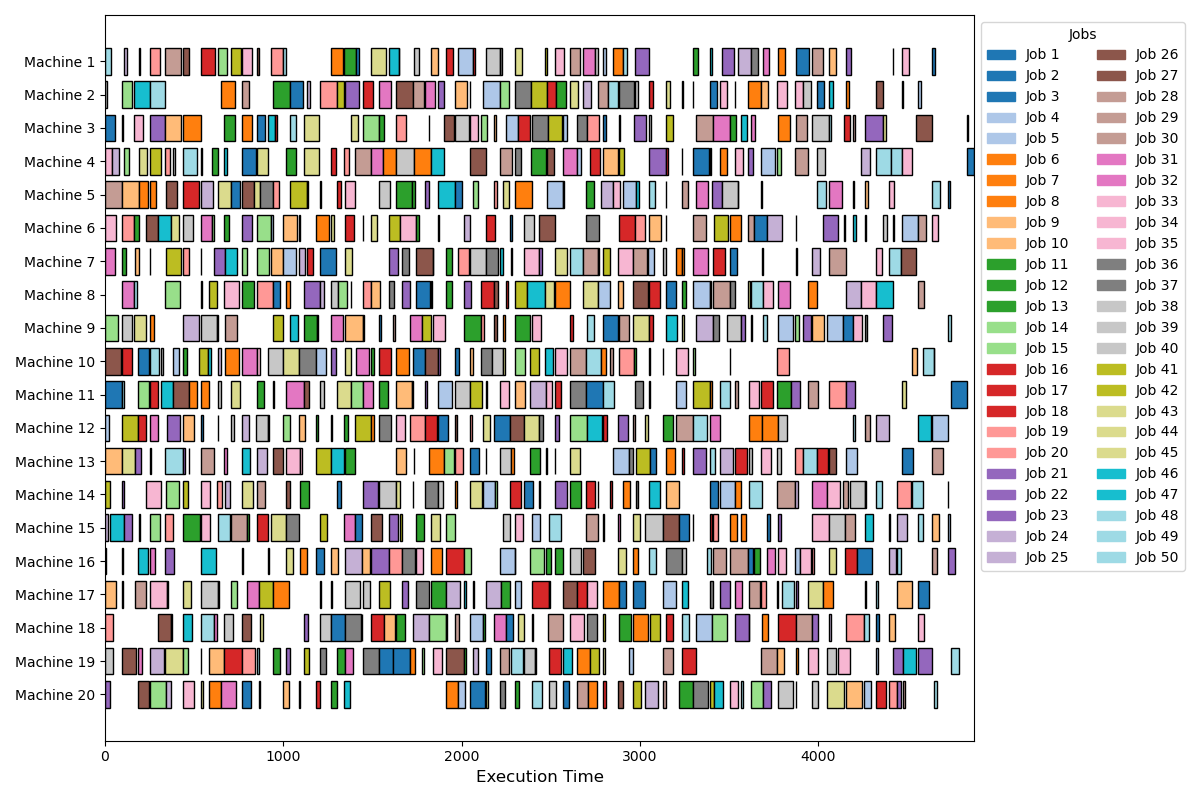 Machine 1
Machine 2
Machine 3
Machine 4
Machine 5
Machine 6
Machine 7
Machine 8
Machine 9
Machine 10
Machine 11
Machine 12
Machine 13
Machine 14
Machine 15
Machine 16
Machine 17
Machine 18
Machine 19
Machine 20
0 1000 2000 3000 4000
Execution Time
Jobs
Job 1
Job 2
Job 3
Job 4
Job 5
Job 6
Job 7
Job 8
Job 9
Job 10
Job 11
Job 12
Job 13
Job 14
Job 15
Job 16
Job 17
Job 18
Job 19
Job 20
Job 21
Job 22
Job 23
Job 24
Job 25
Job 26
Job 27
Job 28
Job 29
Job 30
Job 31
Job 32
Job 33
Job 34
Job 35
Job 36
Job 37
Job 38
Job 39
Job 40
Job 41
Job 42
Job 43
Job 44
Job 45
Job 46
Job 47
Job 48
Job 49
Job 50